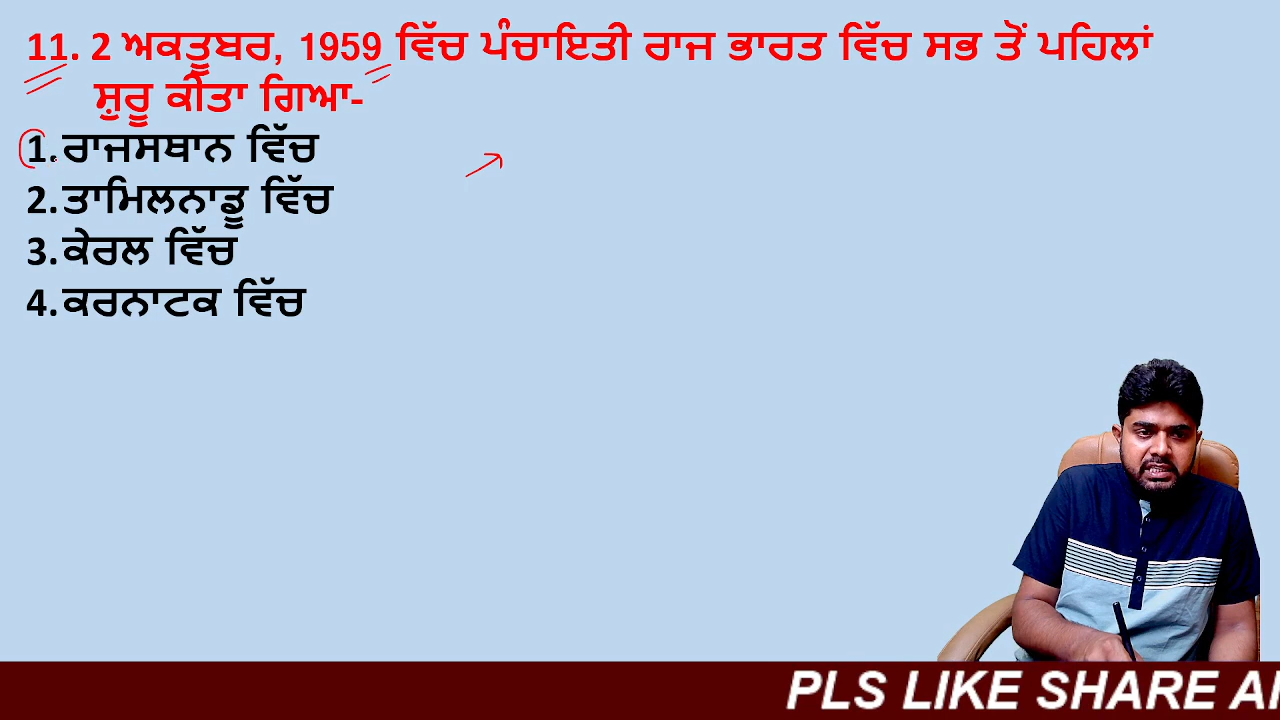 11. 2 ਅਕਤੂਬਰ, 1959 ਵਿੱਚ ਪੰਚਾਇਤੀ ਰਾਜ ਭਾਰਤ ਵਿੱਚ ਸਭ ਤੋਂ ਪਹਿਲਾਂ
ਸ਼ੁਰੂ ਕੀਤਾ ਗਿਆ-
1. ਰਾਜਸਥਾਨ ਵਿੱਚ
2. ਤਾਮਿਲਨਾਡੂ ਵਿੱਚ
3. ਕੇਰਲ ਵਿੱਚ
4. ਕਰਨਾਟਕ ਵਿੱਚ
PLS LIKE SHARE